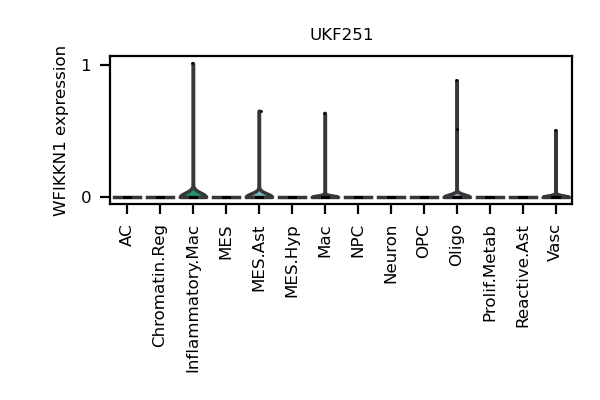 UKF251
WFIKKN1 expression
1
0
AC
Chromatin.Reg
Inflammatory.Mac
MES
MES.Ast
MES.Hyp
Mac
NPC
Neuron
OPC
Oligo
Prolif.Metab
Reactive.Ast
Vasc